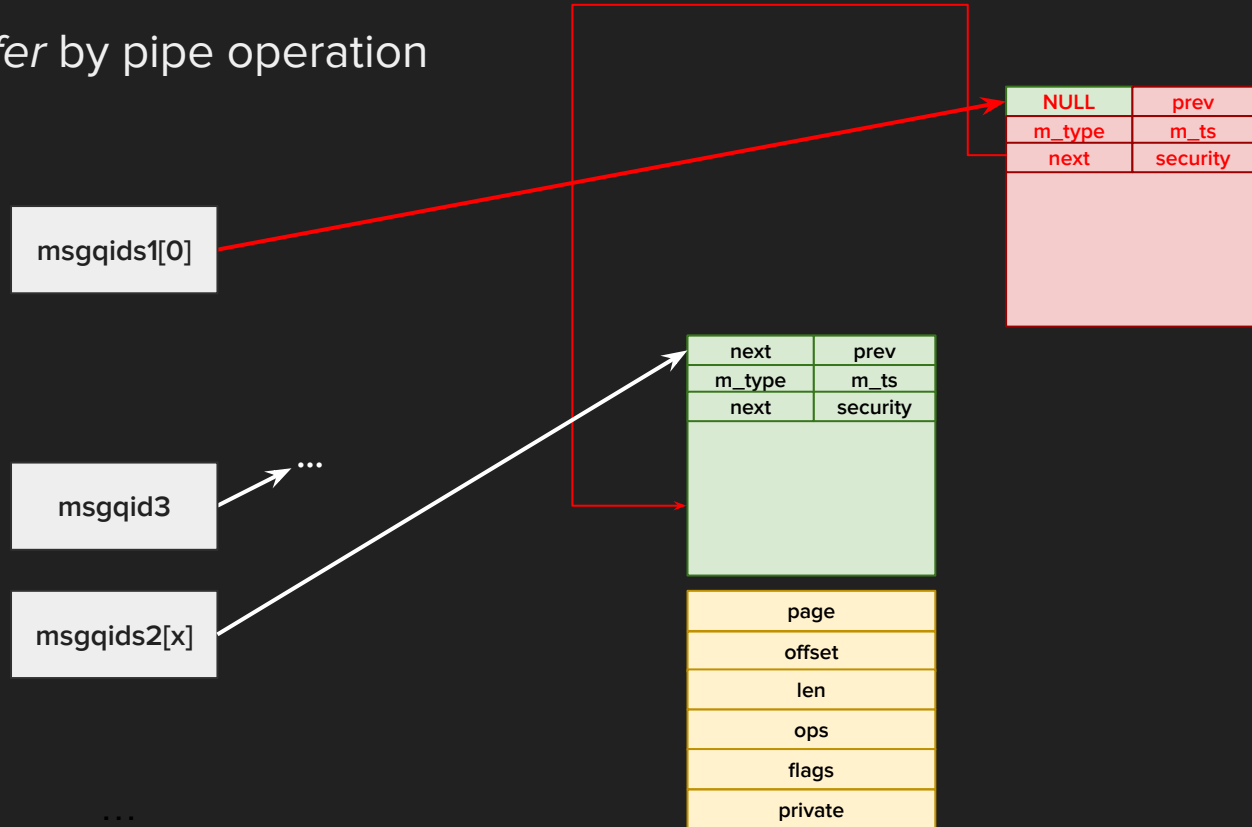 fer by pipe operation
NULL prev
m_type m_ts
next security
msgqids1[0]
next prev
m_type m_ts
next security
...
msgqid3
msgqids2[x]
page
offset
len
ops
flags
private
...